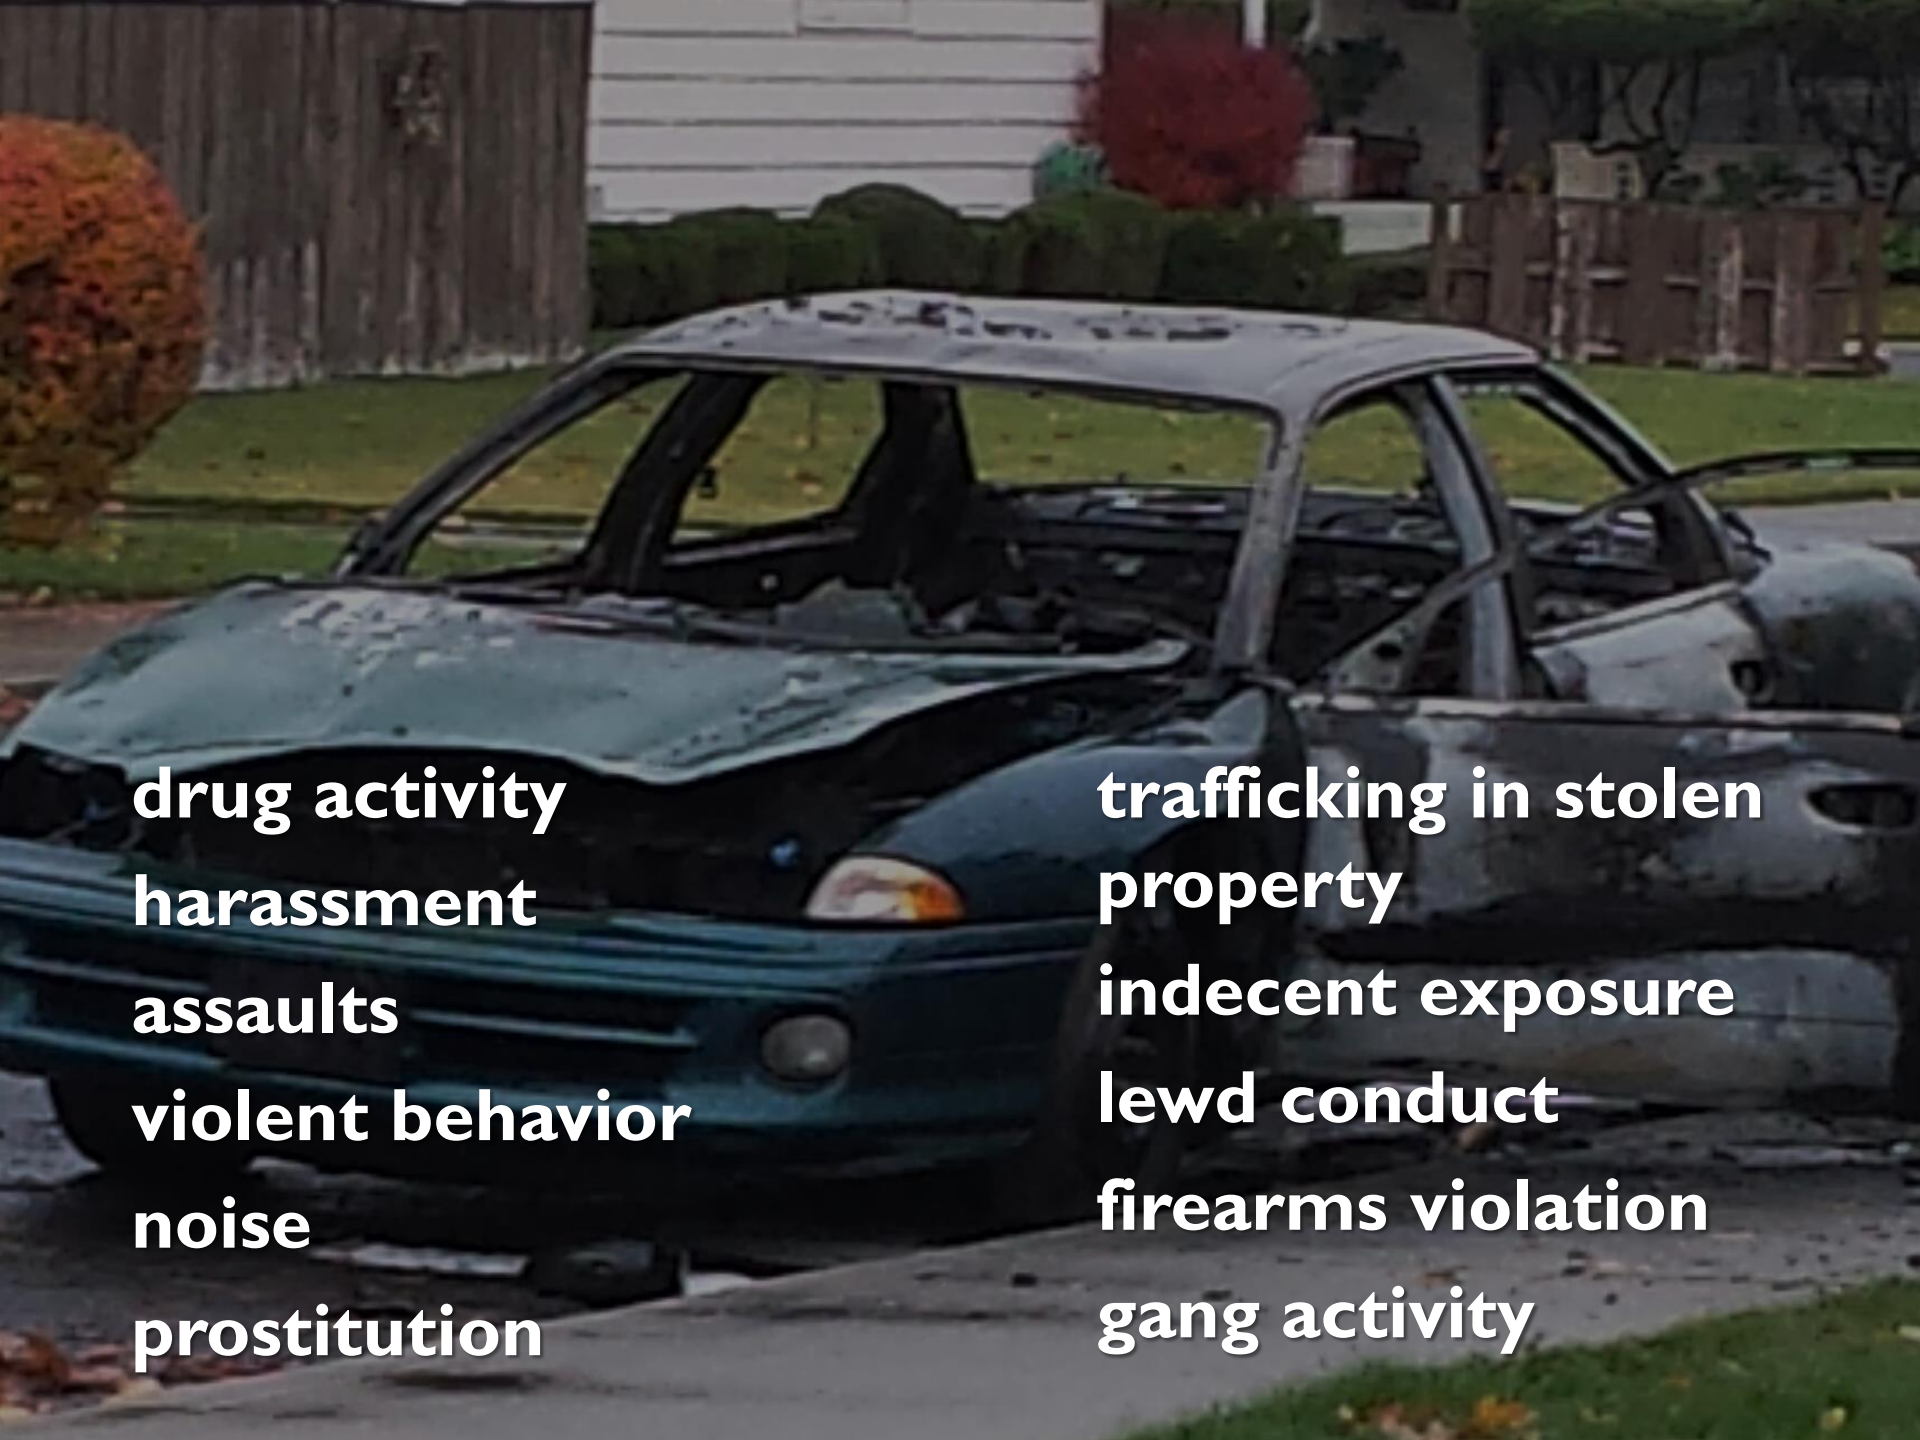 drug activity
harassment
assaults
violent behavior
noise
prostitution
trafficking in stolen
property
indecent exposure
lewd conduct
firearms violation
gang activity